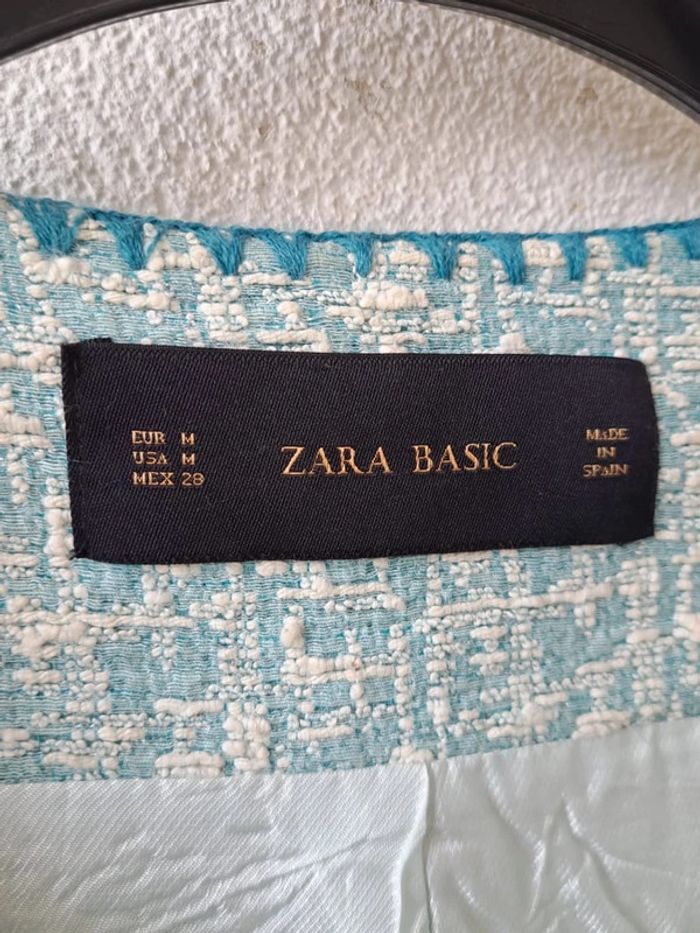 EUR M
USA M
MEX 28
ZARA BASIC
MADE
IN
SPAIN